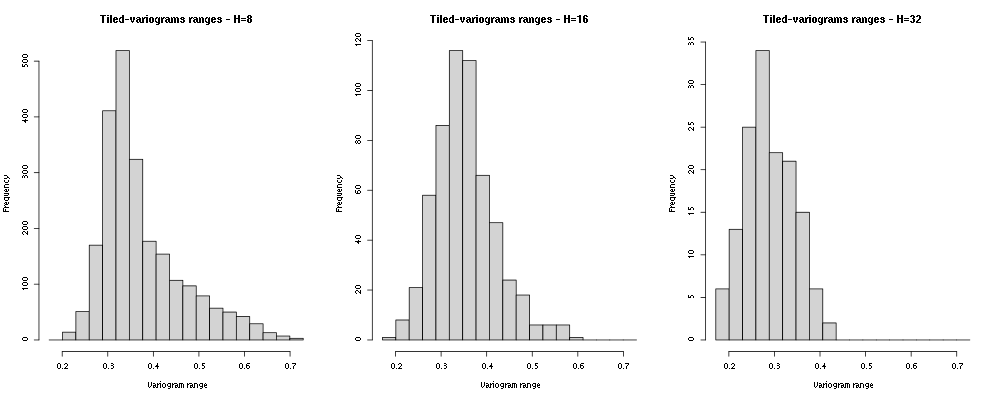 Tiled-variograms ranges - H=8
Frequency
500
400
300
200
100
0
0.2 0.3 0.4 0.5 0.6 0.7
Variogram range
Tiled-variograms ranges - H=16
Frequency
120
100
80
60
40
20
0
0.2 0.3 0.4 0.5 0.6 0.7
Variogram range
Tiled-variograms ranges - H=32
Frequency
35
30
25
20
15
10
5
0
0.2 0.3 0.4 0.5 0.6 0.7
Variogram range